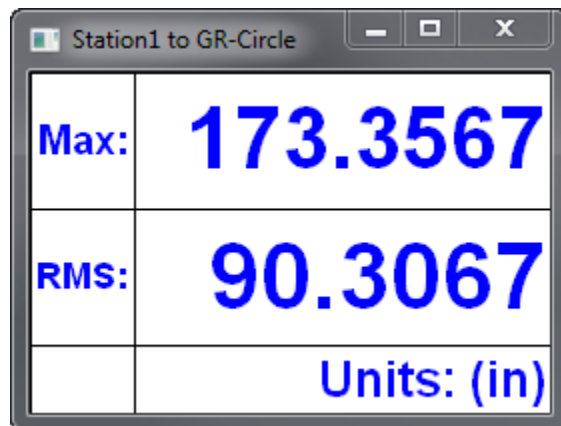 Station1 to GR-Circle
Max: 173.3567
RMS: 90.3067
Units: (in)